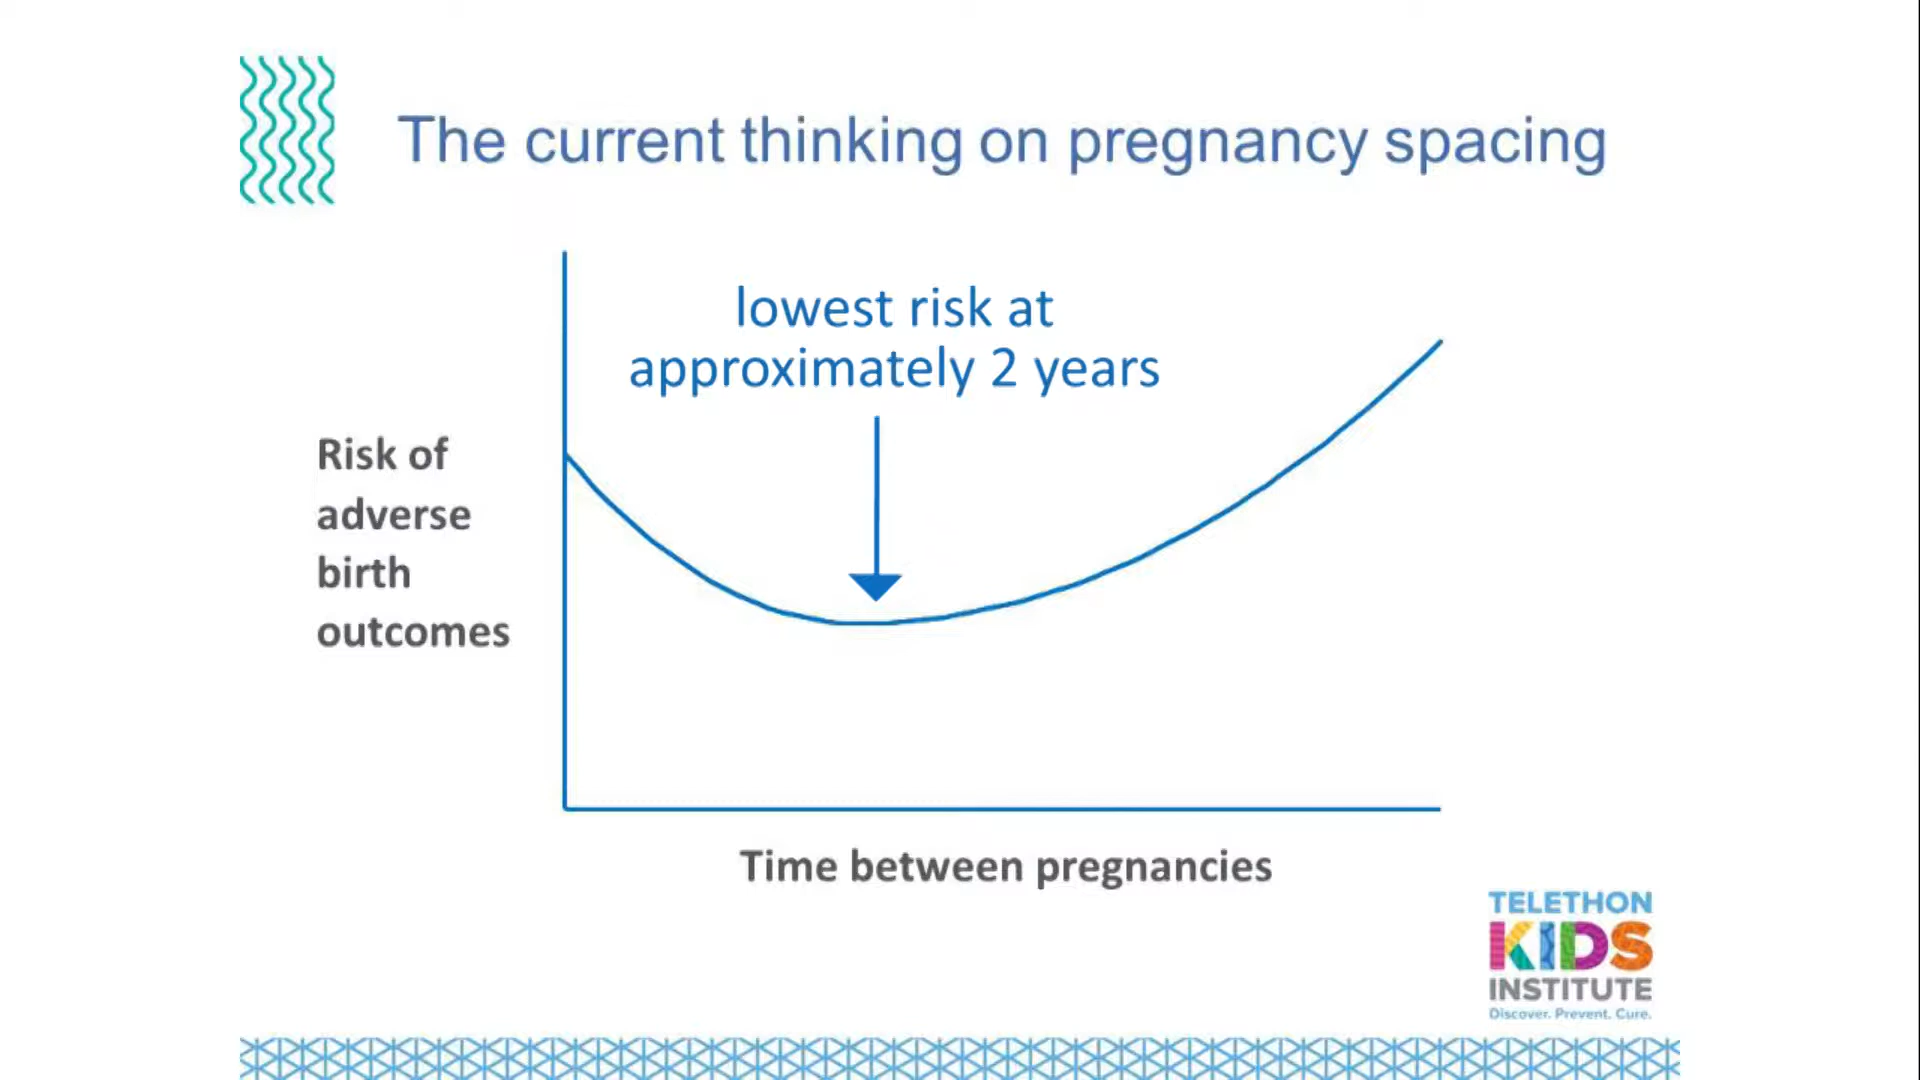 The current thinking on pregnancy spacing
lowest risk at
approximately 2 years
Risk of
adverse
birth
outcomes
Time between pregnancies
TELETHON
KIDS
INSTITUTE
Discover. Prevent. Cure.